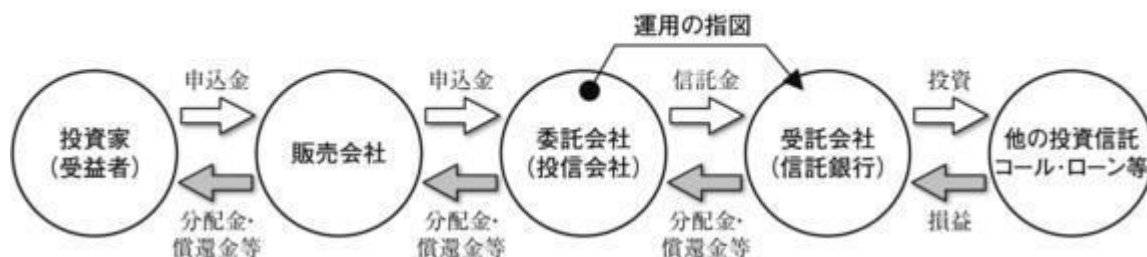 運用の指図
申込金
申込金
信託金
投資
投資家
(受益者)
販売会社
委託会社
(投信会社)
受託会社
(信託銀行)
他の投資信託
コール・ローン等
分配金・
償還金等
分配金・
償還金等
分配金・
償還金等
損益